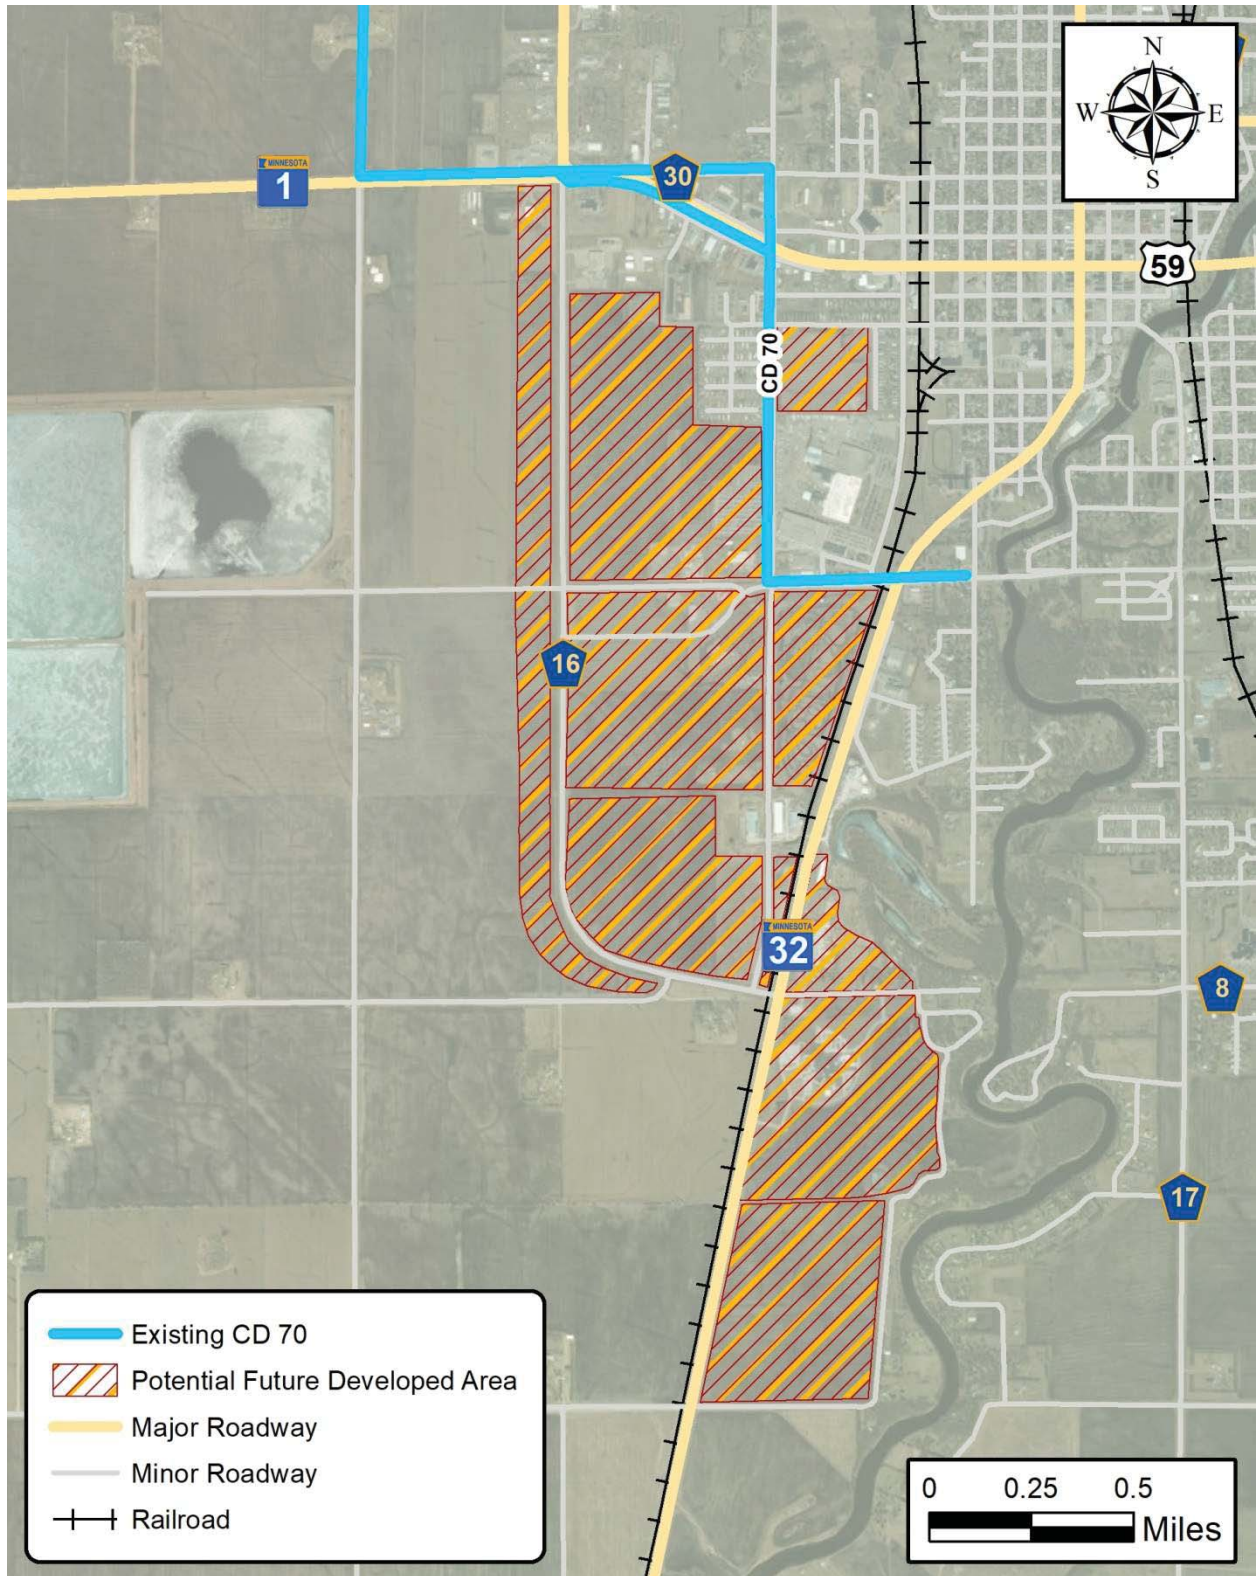 N
W
E
S
MINNESOTA
1
30
59
CD 70
16
MINNESOTA
32
8
17
Existing CD 70
Potential Future Developed Area
Major Roadway
Minor Roadway
Railroad
0 0.25 0.5
Miles